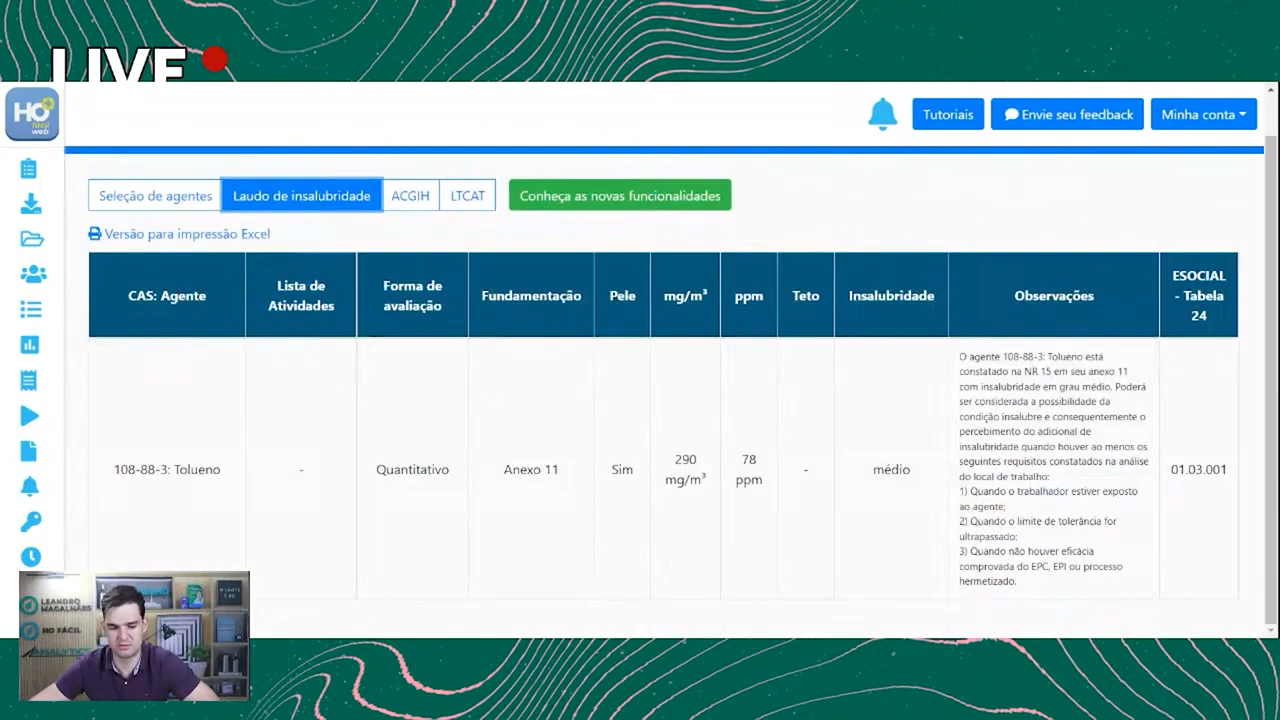 LIVE
HO
fácil
web
Tutoriais
Envie seu feedback
Minha conta
Seleção de agentes
Laudo de insalubridade
ACGIH
LTCAT
Conheça as novas funcionalidades
Versão para impressão Excel
CAS: Agente
Lista de
Atividades
Forma de
avaliação
Fundamentação
Pele
mg/m³
ppm
Teto
Insalubridade
Observações
ESOCIAL
- Tabela
24
108-88-3: Tolueno
-
Quantitativo
Anexo 11
Sim
290
mg/m³
78
ppm
-
médio
O agente 108-88-3: Tolueno está
constatado na NR 15 em seu anexo 11
com insalubridade em grau médio. Poderá
ser considerada a possibilidade da
condição insalubre e consequentemente o
percebimento do adicional de
insalubridade quando houver ao menos os
seguintes requisitos constatados na análise
do local de trabalho:
1) Quando o trabalhador estiver exposto
ao agente;
2) Quando o limite de tolerância for
ultrapassado;
3) Quando não houver eficácia
comprovada do EPC, EPI ou processo
hermetizado.
01.03.001
LEANDRO
MAGALHÃES
HO FÁCIL
ANALYTICS